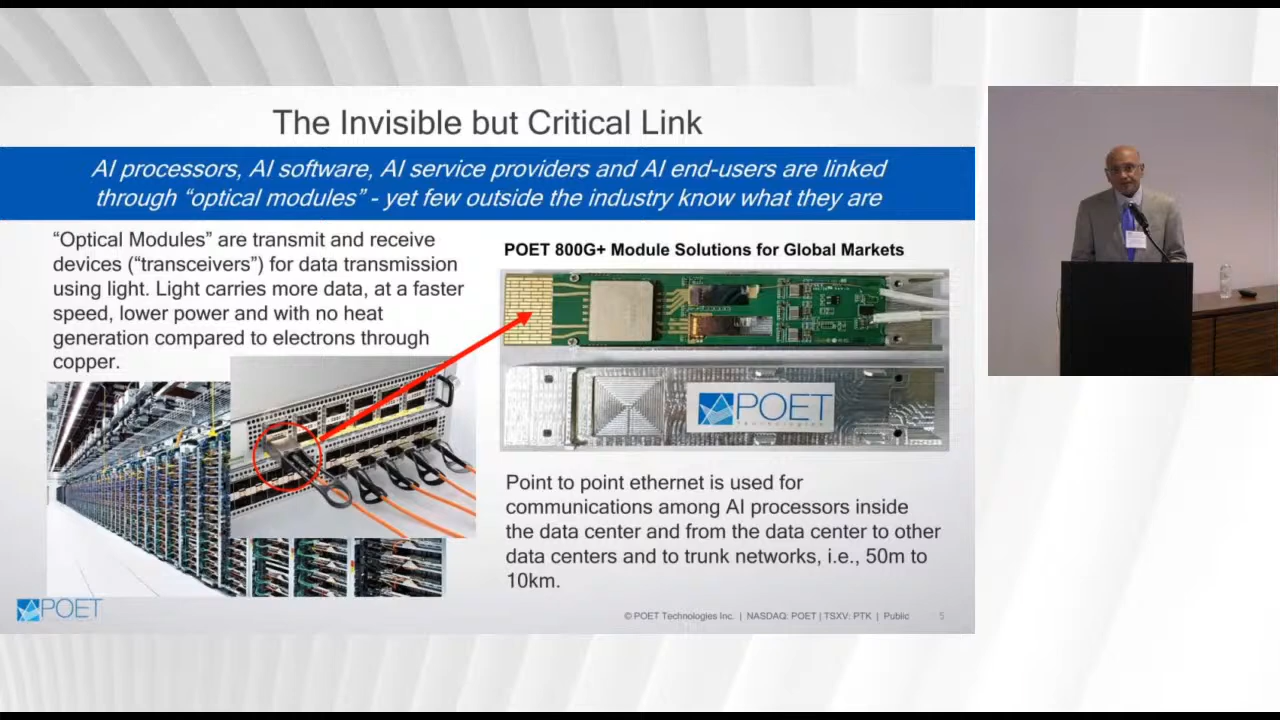 The Invisible but Critical Link
AI processors, AI software, AI service providers and AI end-users are linked
through “optical modules” - yet few outside the industry know what they are
“Optical Modules” are transmit and receive
devices (“transceivers”) for data transmission
using light. Light carries more data, at a faster
speed, lower power and with no heat
generation compared to electrons through
copper.
POET 800G+ Module Solutions for Global Markets
POET
Technologies
Point to point ethernet is used for
communications among AI processors inside
the data center and from the data center to other
data centers and to trunk networks, i.e., 50m to
10km.
POET
© POET Technologies Inc. | NASDAQ: POET | TSXV: PTK | Public
5